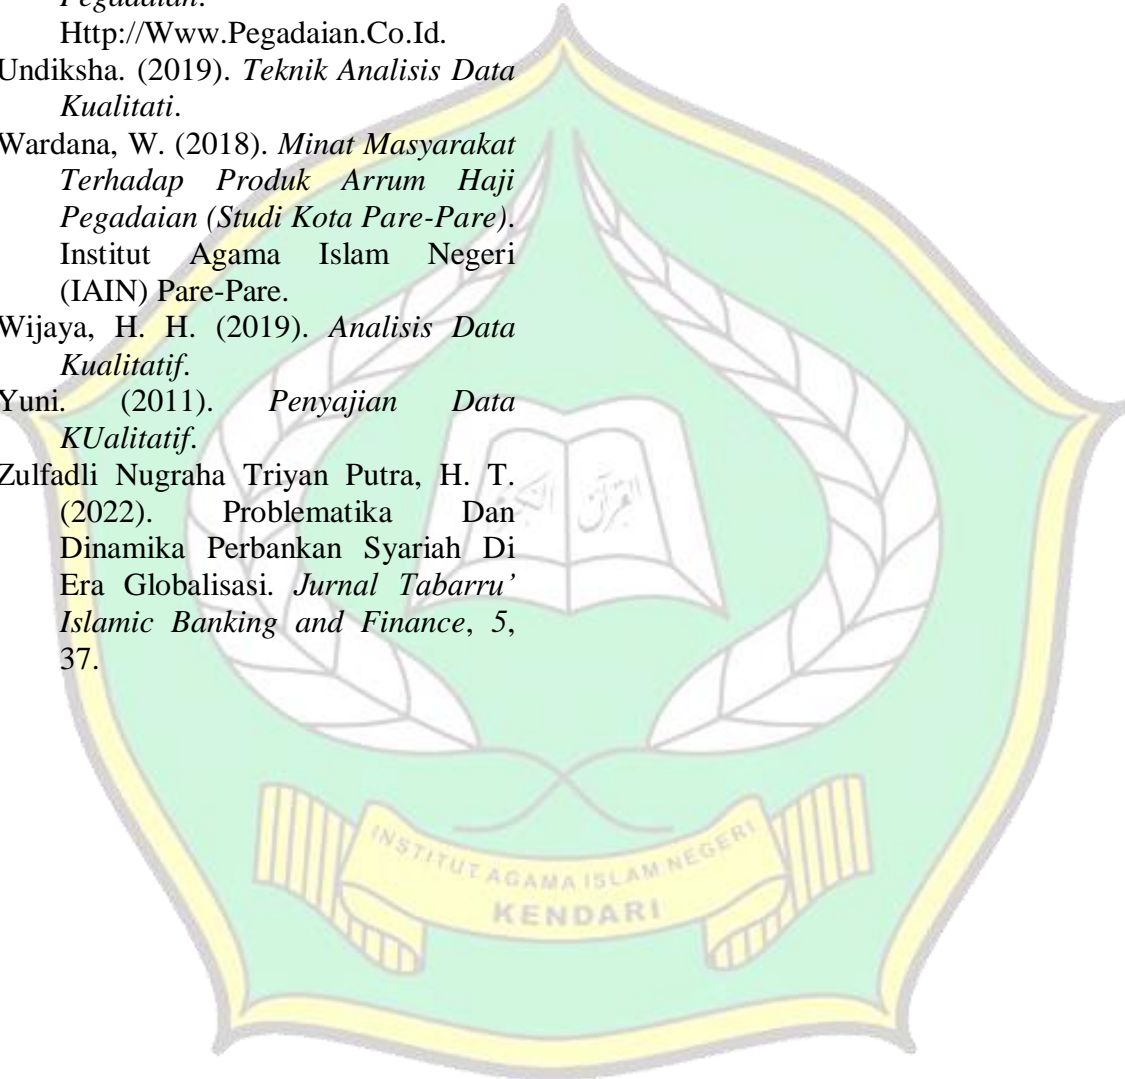 Pegadaian.
Http://Www.Pegadaian.Co.Id.
Undiksha. (2019). Teknik Analisis Data
Kualitati.
Wardana, W. (2018). Minat Masyarakat
Terhadap Produk Arrum Haji
Pegadaian (Studi Kota Pare-Pare).
Institut Agama Islam Negeri
(IAIN) Pare-Pare.
Wijaya, H. H. (2019). Analisis Data
Kualitatif.
Yuni. (2011). Penyajian Data
KUalitatif.
Zulfadli Nugraha Triyan Putra, H. T.
(2022). Problematika Dan
Dinamika Perbankan Syariah Di
Era Globalisasi. Jurnal Tabarru’
Islamic Banking and Finance, 5,
37.
القرآن الكريم
INSTITUT AGAMA ISLAM NEGERI
KENDARI